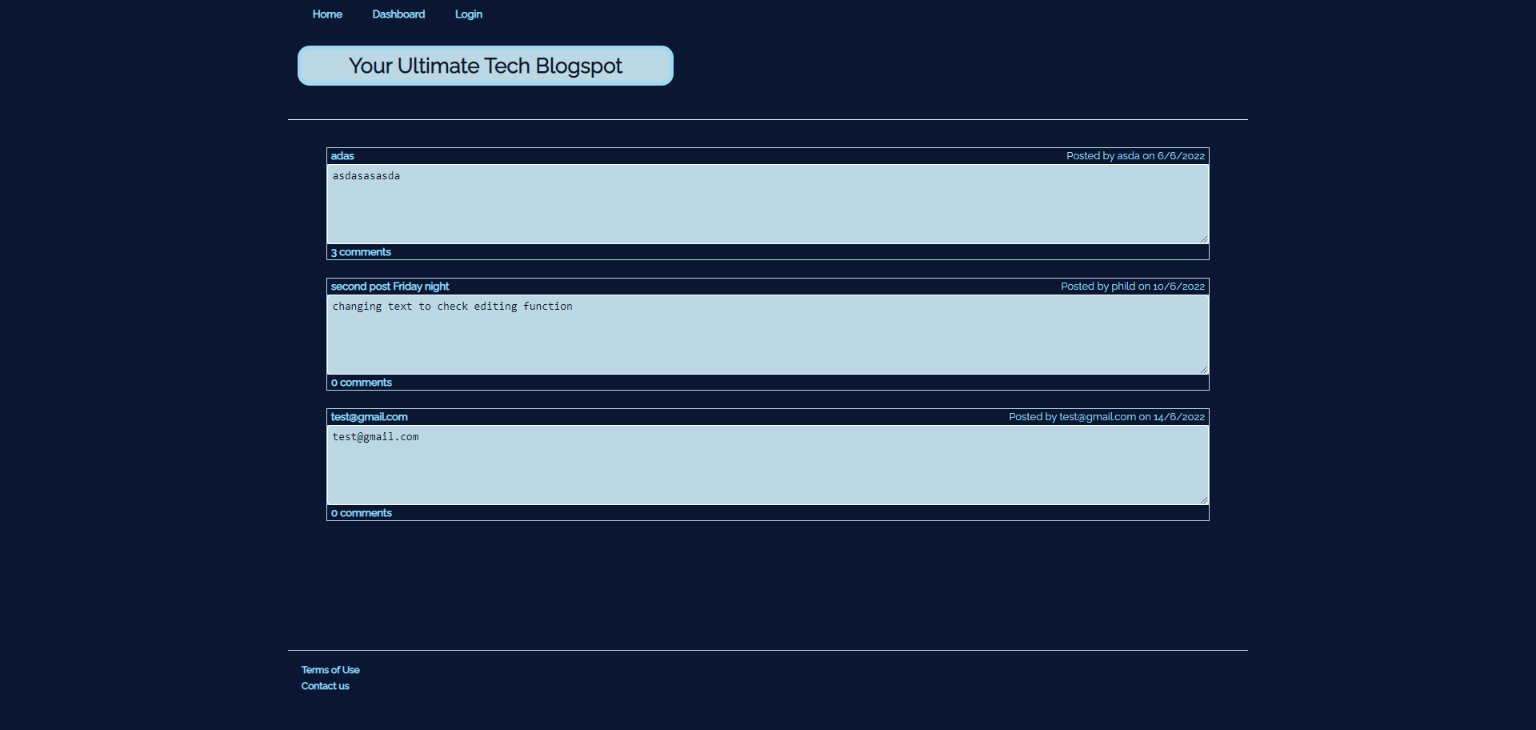 Home Dashboard Login
Your Ultimate Tech Blogspot
adas Posted by asda on 6/6/2022
asdasasasda
3 comments
second post Friday night Posted by phild on 10/6/2022
changing text to check editing function
0 comments
test@gmail.com Posted by test@gmail.com on 14/6/2022
test@gmail.com
0 comments
Terms of Use
Contact us